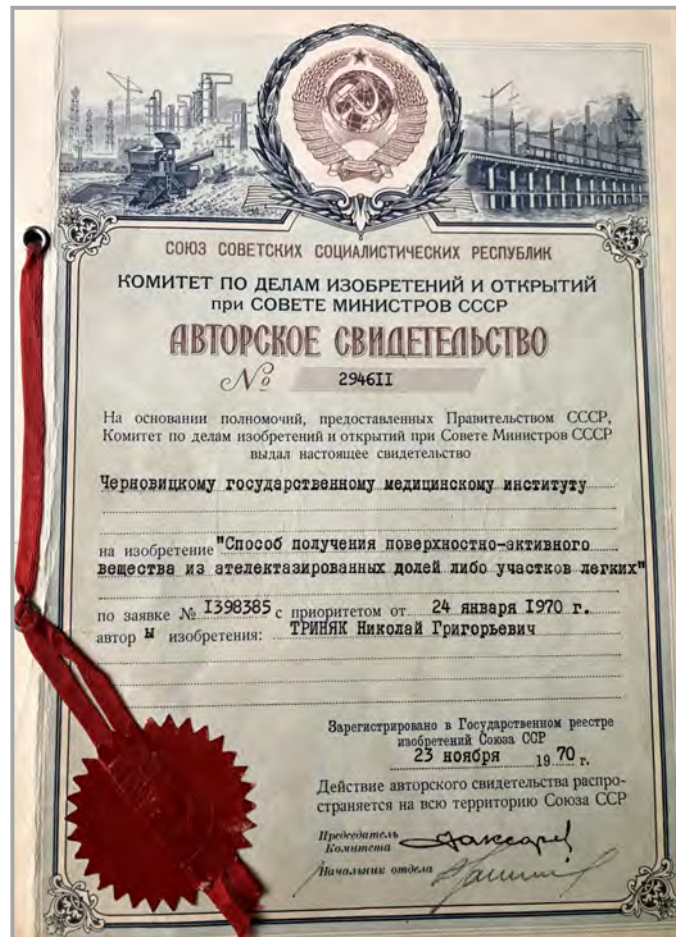 СОЮЗ СОВЕТСКИХ СОЦИАЛИСТИЧЕСКИХ РЕСПУБЛИК
КОМИТЕТ ПО ДЕЛАМ ИЗОБРЕТЕНИЙ И ОТКРЫТИЙ
при СОВЕТЕ МИНИСТРОВ СССР
АВТОРСКОЕ СВИДЕТЕЛЬСТВО
№ 294611
На основании полномочий, предоставленных Правительством СССР,
Комитет по делам изобретений и открытий при Совете Министров СССР
выдал настоящее свидетельство
Черновицкому государственному медицинскому институту
на изобретение "Способ получения поверхностно-активного
вещества из ателектазированных долей либо участков легких"
по заявке № 1398385 с приоритетом от 24 января 1970 г.
автор ы изобретения: ТРИНЯК Николай Григорьевич
Зарегистрировано в Государственном реестре
изобретений Союза ССР
23 ноября 1970 г.
Действие авторского свидетельства распро-
страняется на всю территорию Союза ССР
Председатель
Комитета
Начальник отдела